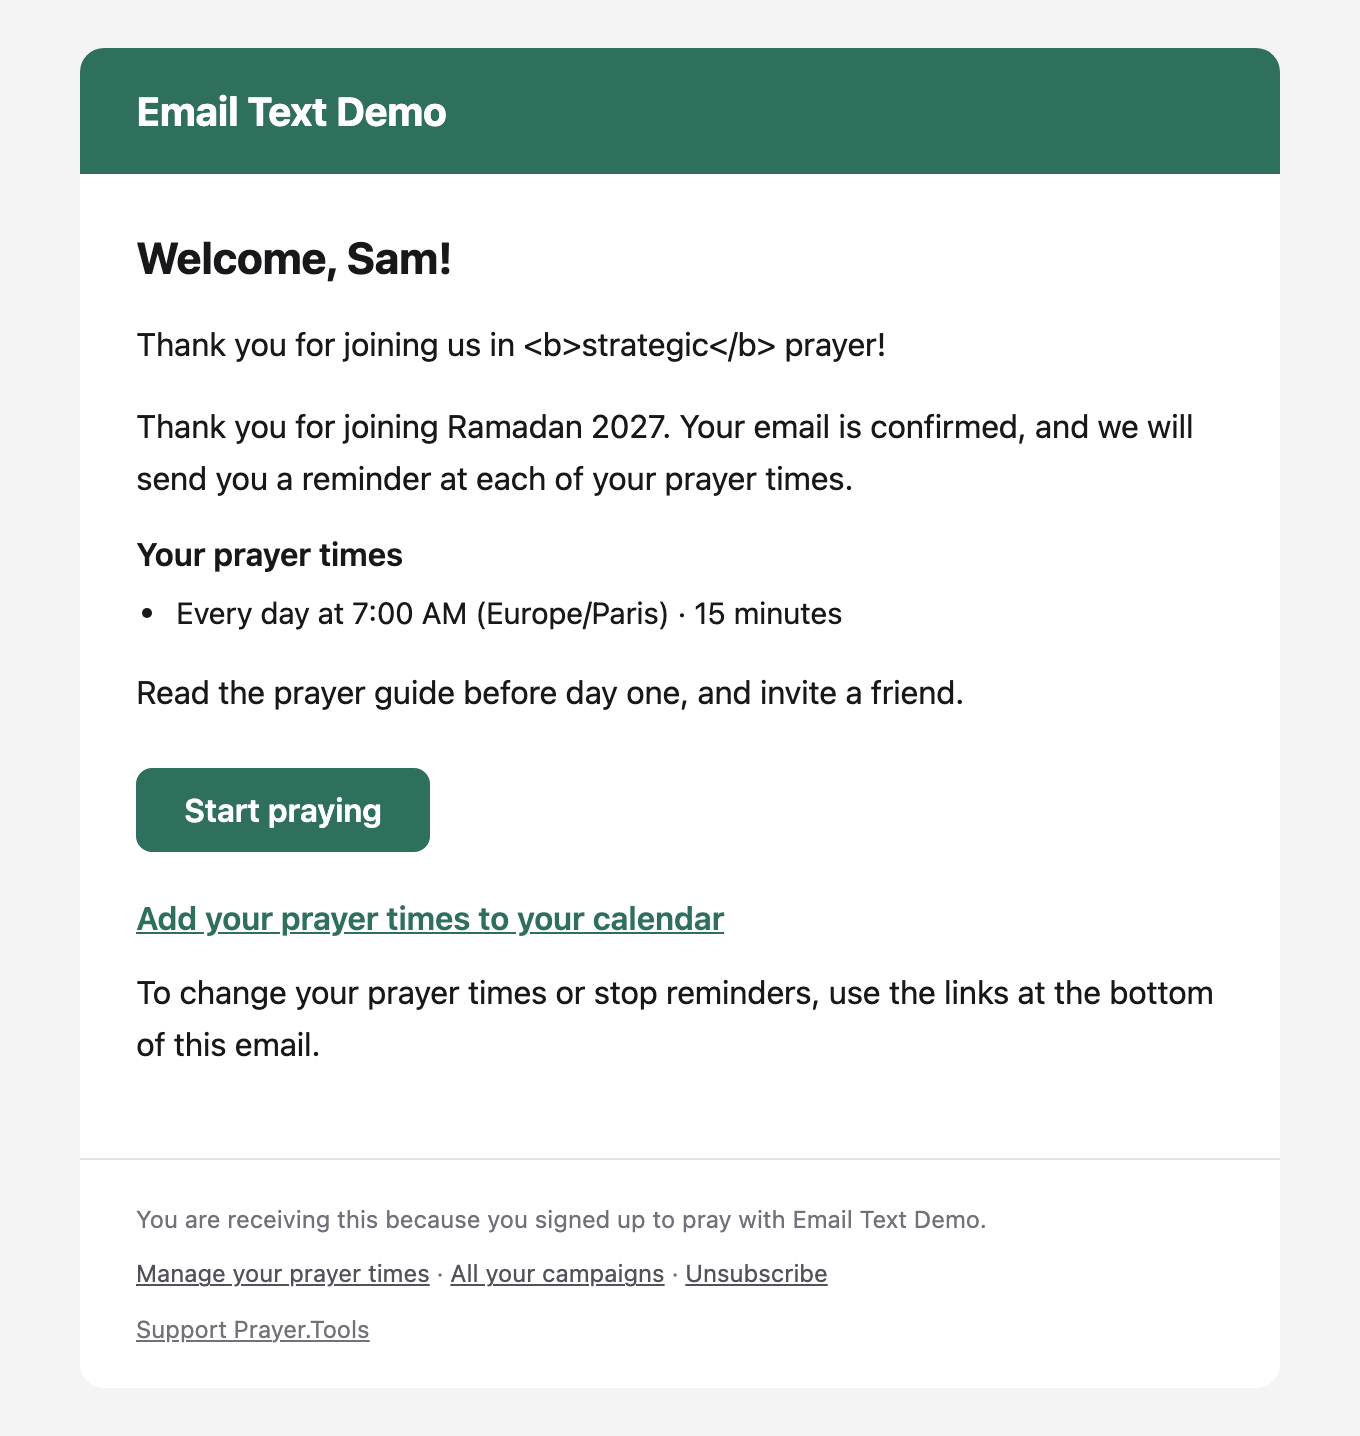 Email Text Demo
Welcome, Sam!
Thank you for joining us in <b>strategic</b> prayer!
Thank you for joining Ramadan 2027. Your email is confirmed, and we will
send you a reminder at each of your prayer times.
Your prayer times
• Every day at 7:00 AM (Europe/Paris) · 15 minutes
Read the prayer guide before day one, and invite a friend.
Start praying
Add your prayer times to your calendar
To change your prayer times or stop reminders, use the links at the bottom
of this email.
You are receiving this because you signed up to pray with Email Text Demo.
Manage your prayer times · All your campaigns · Unsubscribe
Support Prayer.Tools